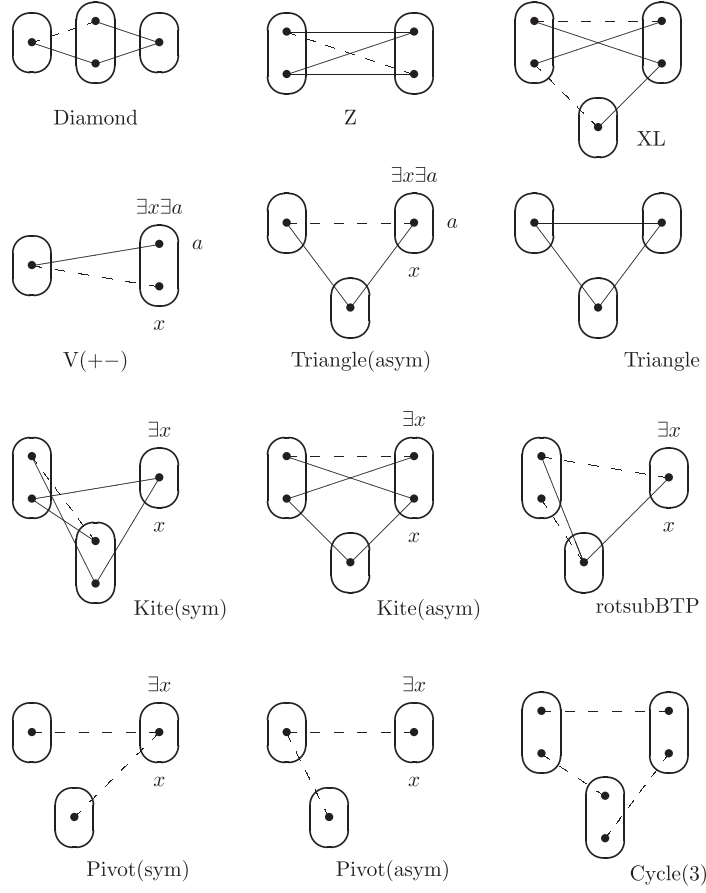 Diamond
Z
XL
∃x∃a
a
x
V(+−)
∃x∃a
a
x
Triangle(asym)
Triangle
∃x
x
Kite(sym)
∃x
x
Kite(asym)
∃x
x
rotsubBTP
∃x
x
Pivot(sym)
∃x
x
Pivot(asym)
Cycle(3)